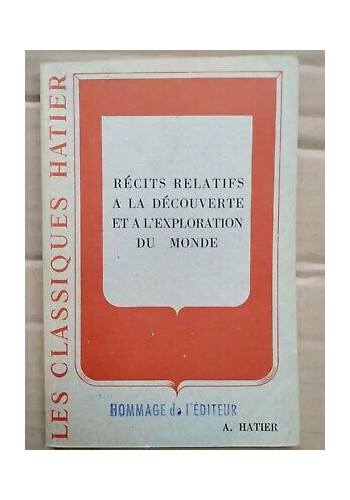 LES CLASSIQUES HATIER
RÉCITS RELATIFS
A LA DÉCOUVERTE
ET A L'EXPLORATION
DU MONDE
HOMMAGE de l'ÉDITEUR
A. HATIER